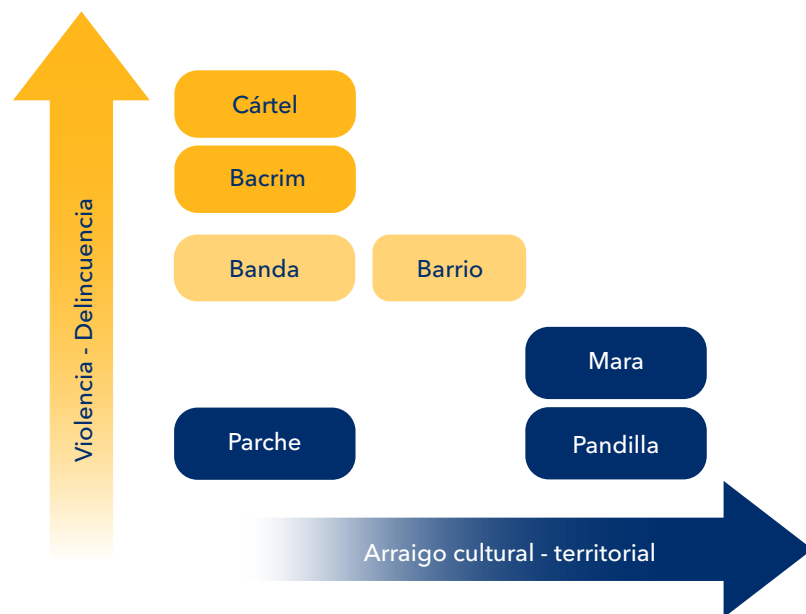 Violencia - Delincuencia
Cártel
Bacrim
Banda
Barrio
Mara
Parche
Pandilla
Arraigo cultural - territorial